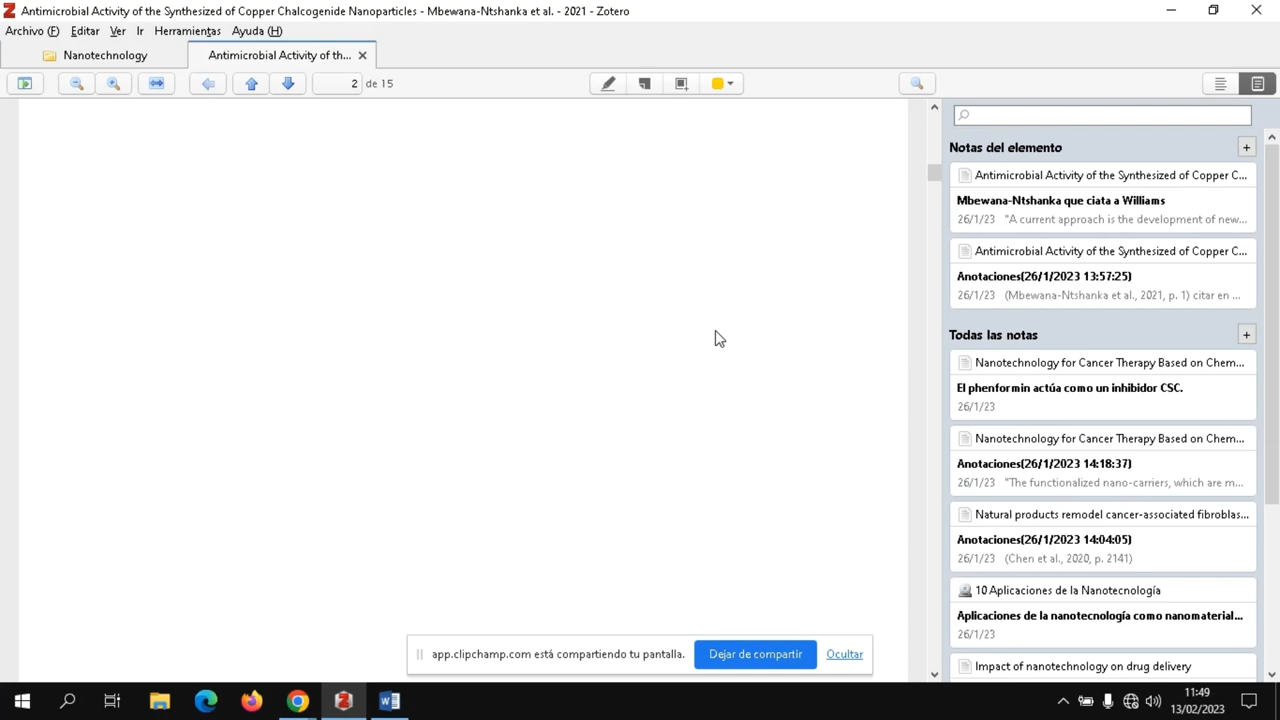 Antimicrobial Activity of the Synthesized of Copper Chalcogenide Nanoparticles - Mbewana-Ntshanka et al. - 2021 - Zotero
Archivo (F) Editar Ver Ir Herramientas Ayuda (H)
Nanotechnology
Antimicrobial Activity of th...
2 de 15
Notas del elemento
Antimicrobial Activity of the Synthesized of Copper C...
Mbewana-Ntshanka que ciata a Williams
26/1/23 "A current approach is the development of new...
Antimicrobial Activity of the Synthesized of Copper C...
Anotaciones(26/1/2023 13:57:25)
26/1/23 (Mbewana-Ntshanka et al., 2021, p. 1) citar en ...
Todas las notas
Nanotechnology for Cancer Therapy Based on Chem...
El phenformin actúa como un inhibidor CSC.
26/1/23
Nanotechnology for Cancer Therapy Based on Chem...
Anotaciones(26/1/2023 14:18:37)
26/1/23 "The functionalized nano-carriers, which are m...
Natural products remodel cancer-associated fibroblas...
Anotaciones(26/1/2023 14:04:05)
26/1/23 (Chen et al., 2020, p. 2141)
10 Aplicaciones de la Nanotecnología
Aplicaciones de la nanotecnología como nanomaterial...
26/1/23
Impact of nanotechnology on drug delivery
app.clipchamp.com está compartiendo tu pantalla.
Dejar de compartir
Ocultar
11:49
13/02/2023